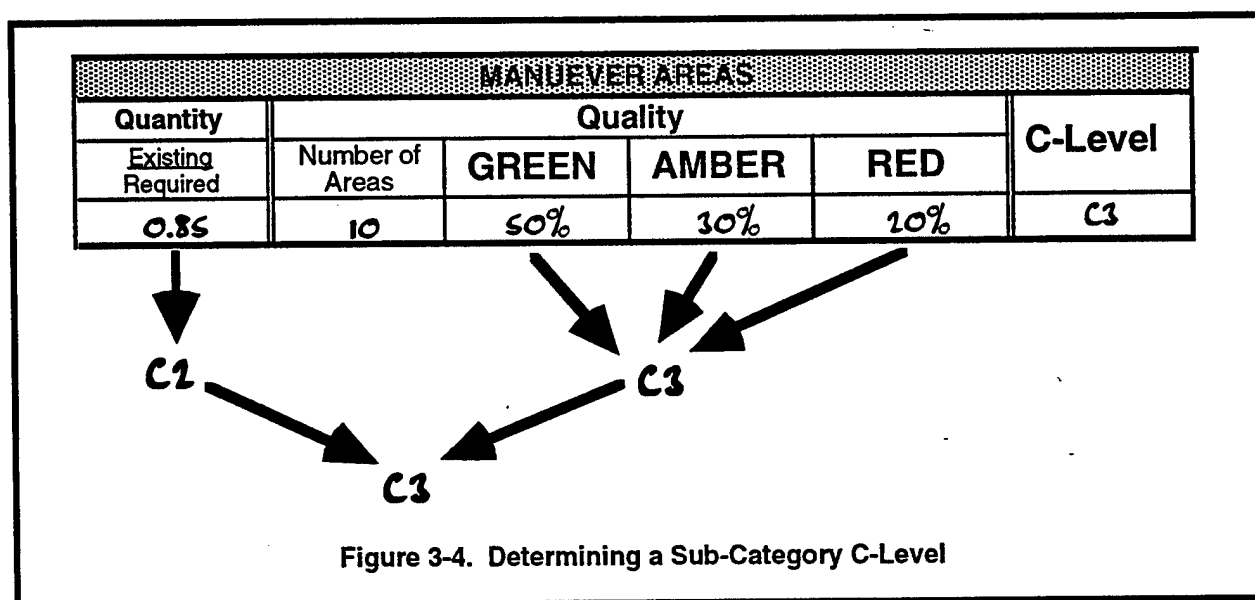 MANUEVER AREAS
Quantity Quality C-Level
Existing Required Number of Areas GREEN AMBER RED
0.85 10 50% 30% 20% C3
C2 C3
C3
Figure 3-4. Determining a Sub-Category C-Level